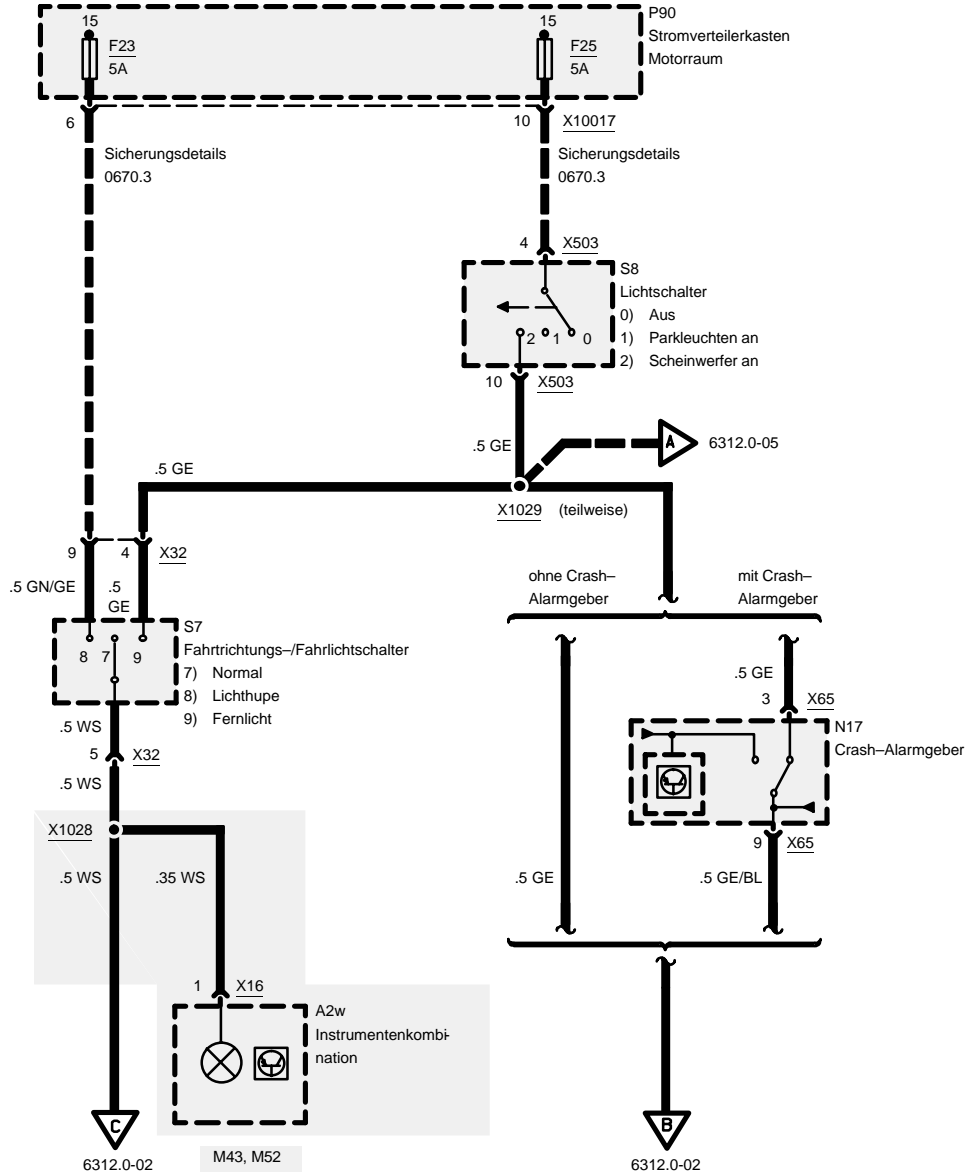 P90
15
15
Stromverteilerkasten
F23
F25
Motorraum
5A
5A
6
10
X10017
Sicherungsdetails
0670.3
Sicherungsdetails
0670.3
4
X503
S8
Lichtschalter
0) Aus
1) Parkleuchten an
2) Scheinwerfer an
2 1 0
10
X503
.5 GE
A
6312.0-05
.5 GE
X1029 (teilweise)
9
4
X32
.5 GN/GE
.5
GE
ohne Crash–
Alarmgeber
mit Crash–
Alarmgeber
S7
Fahrtrichtungs–/Fahrlichtschalter
7) Normal
8) Lichthupe
9) Fernlicht
8 7 9
.5 GE
3
X65
.5 WS
5
X32
.5 WS
N17
Crash–Alarmgeber
X1028
9
X65
.5 WS
.35 WS
.5 GE
.5 GE/BL
1
X16
A2w
Instrumentenkombi-
nation
C
6312.0-02
M43, M52
B
6312.0-02